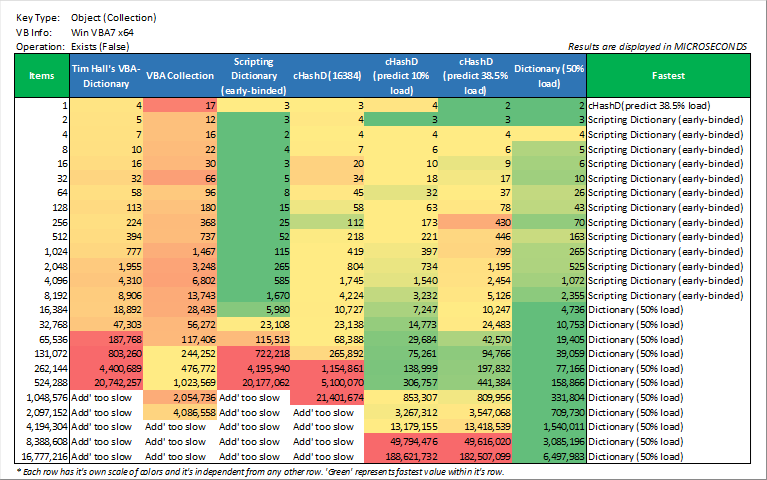 Key Type: Object (Collection)
VB Info: Win VBA7 x64
Operation: Exists (False)
Results are displayed in MICROSECONDS
Items Tim Hall's VBA-Dictionary VBA Collection Scripting Dictionary (early-binded) cHashD(16384) cHashD (predict 10% load) cHashD (predict 38.5% load) Dictionary (50% load) Fastest
1 4 17 3 3 4 2 2 cHashD(predict 38.5% load)
2 5 12 3 4 3 3 3 Scripting Dictionary (early-binded)
4 7 16 2 4 4 4 4 Scripting Dictionary (early-binded)
8 10 22 4 7 6 6 5 Scripting Dictionary (early-binded)
16 16 30 3 20 10 9 6 Scripting Dictionary (early-binded)
32 32 66 5 34 18 17 10 Scripting Dictionary (early-binded)
64 58 96 8 45 32 37 26 Scripting Dictionary (early-binded)
128 113 180 15 58 63 78 43 Scripting Dictionary (early-binded)
256 224 368 25 112 173 430 70 Scripting Dictionary (early-binded)
512 394 737 52 218 221 446 163 Scripting Dictionary (early-binded)
1,024 777 1,467 115 419 397 799 265 Scripting Dictionary (early-binded)
2,048 1,955 3,248 265 804 734 1,195 525 Scripting Dictionary (early-binded)
4,096 4,310 6,802 585 1,745 1,540 2,454 1,072 Scripting Dictionary (early-binded)
8,192 8,906 13,743 1,670 4,224 3,232 5,126 2,355 Scripting Dictionary (early-binded)
16,384 18,892 28,435 5,980 10,727 7,247 10,247 4,736 Dictionary (50% load)
32,768 47,303 56,272 23,108 23,138 14,773 24,483 10,753 Dictionary (50% load)
65,536 187,768 117,406 115,513 68,388 29,684 42,570 19,405 Dictionary (50% load)
131,072 803,260 244,252 722,218 265,892 75,261 94,766 39,059 Dictionary (50% load)
262,144 4,400,689 476,772 4,195,940 1,154,861 138,999 197,832 77,166 Dictionary (50% load)
524,288 20,742,257 1,023,569 20,177,062 5,100,070 306,757 441,384 158,866 Dictionary (50% load)
1,048,576 Add' too slow 2,054,736 Add' too slow 21,401,674 853,307 809,956 331,804 Dictionary (50% load)
2,097,152 Add' too slow 4,086,558 Add' too slow Add' too slow 3,267,312 3,547,068 709,730 Dictionary (50% load)
4,194,304 Add' too slow Add' too slow Add' too slow Add' too slow 13,179,155 13,418,539 1,540,011 Dictionary (50% load)
8,388,608 Add' too slow Add' too slow Add' too slow Add' too slow 49,794,476 49,616,020 3,085,196 Dictionary (50% load)
16,777,216 Add' too slow Add' too slow Add' too slow Add' too slow 188,621,732 182,507,099 6,497,983 Dictionary (50% load)
* Each row has it's own scale of colors and it's independent from any other row. 'Green' represents fastest value within it's row.